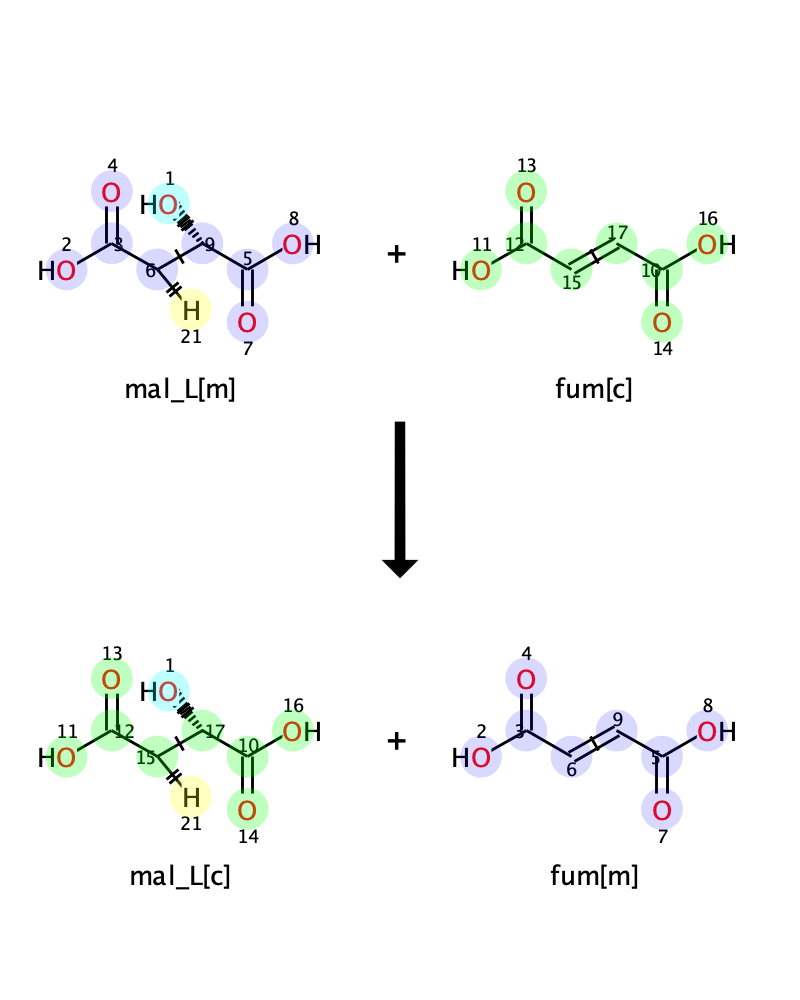 4 1 13
HO 9 8 17 16
O O
2 3 OH 11 12 OH
HO 6 5 + HO 15 10
H O O
21 7 14
mal_L[m] fum[c]
13 1 4
O HO O
11 12 17 16 2 3 9 8
HO 15 10 OH + HO 6 5 OH
H O O
21 14 7
mal_L[c] fum[m]